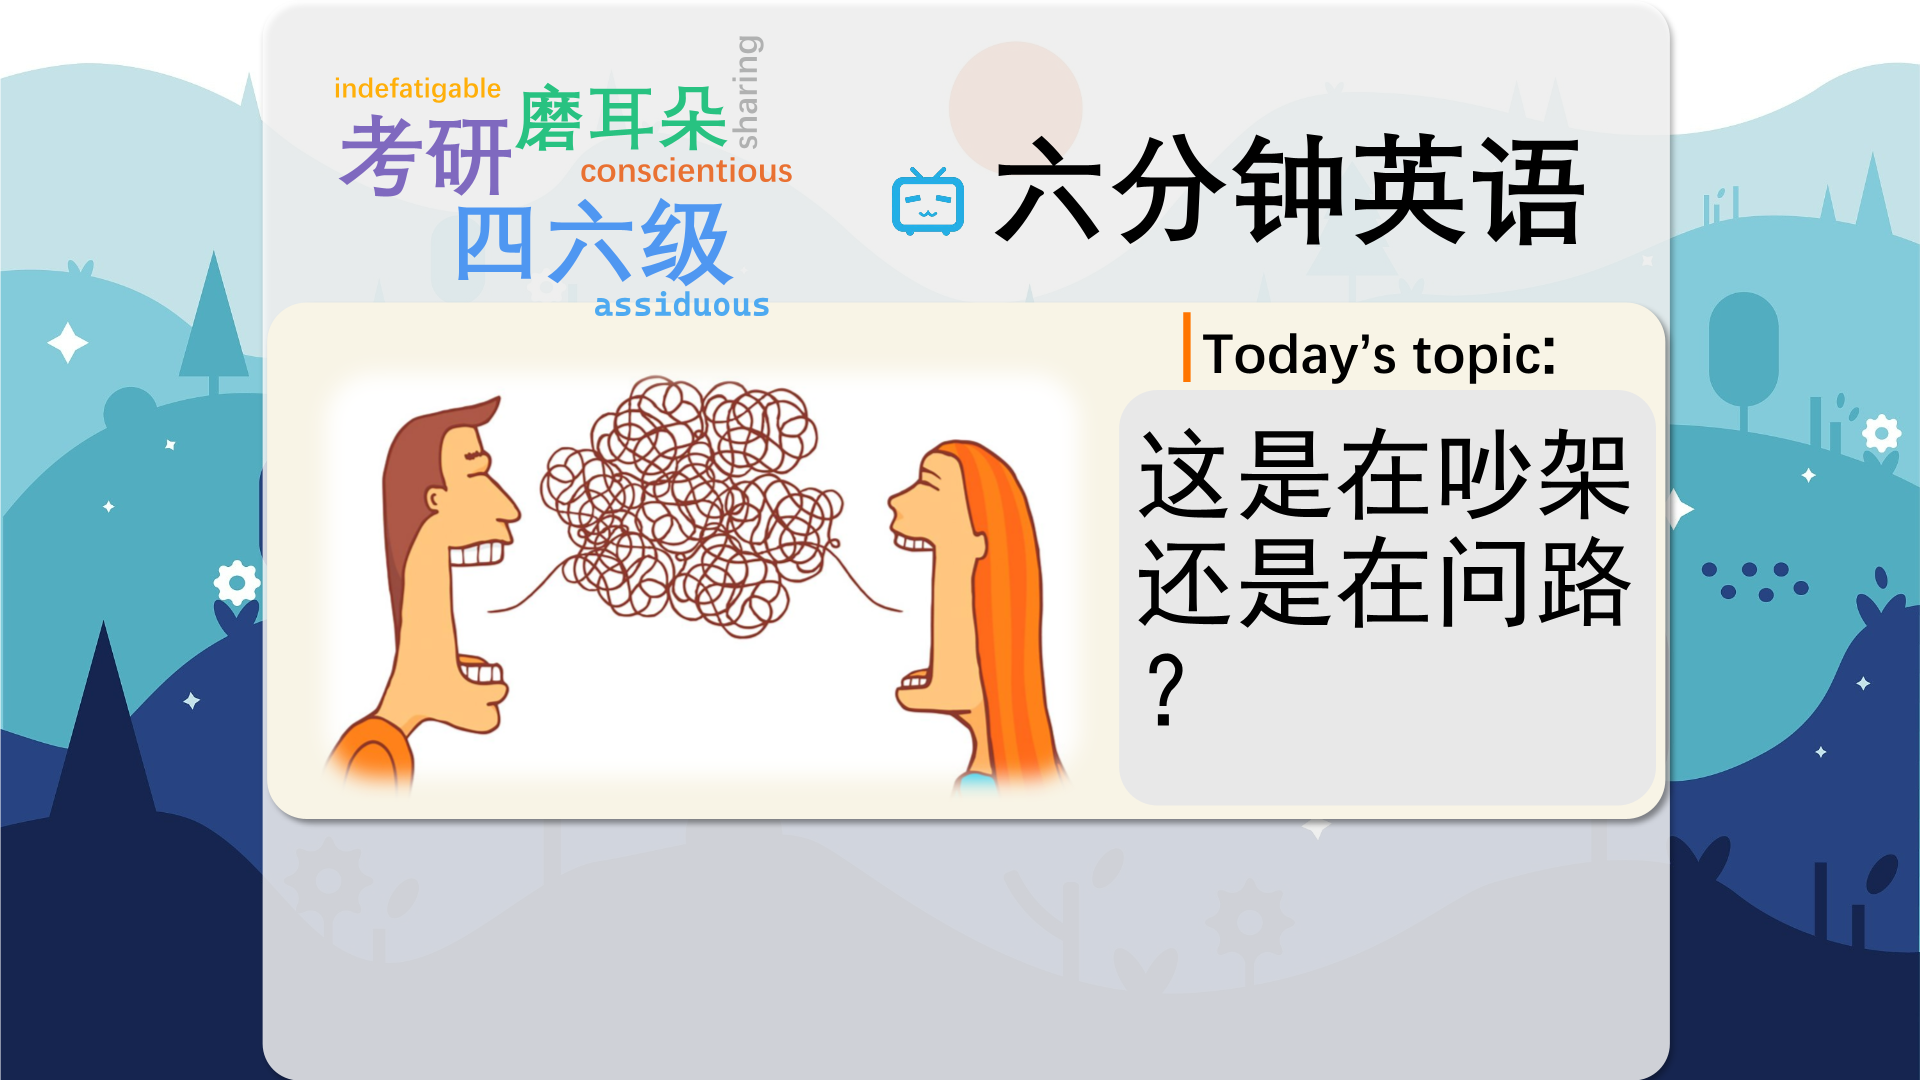 indefatigable
磨耳朵
sharing
考研
conscientious
四六级
assiduous
六分钟英语
Today’s topic:
这是在吵架
还是在问路
?